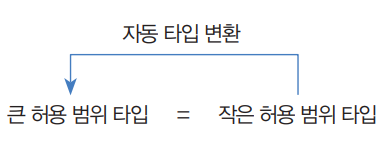 자동 타입 변환
큰 허용 범위 타입 = 작은 허용 범위 타입